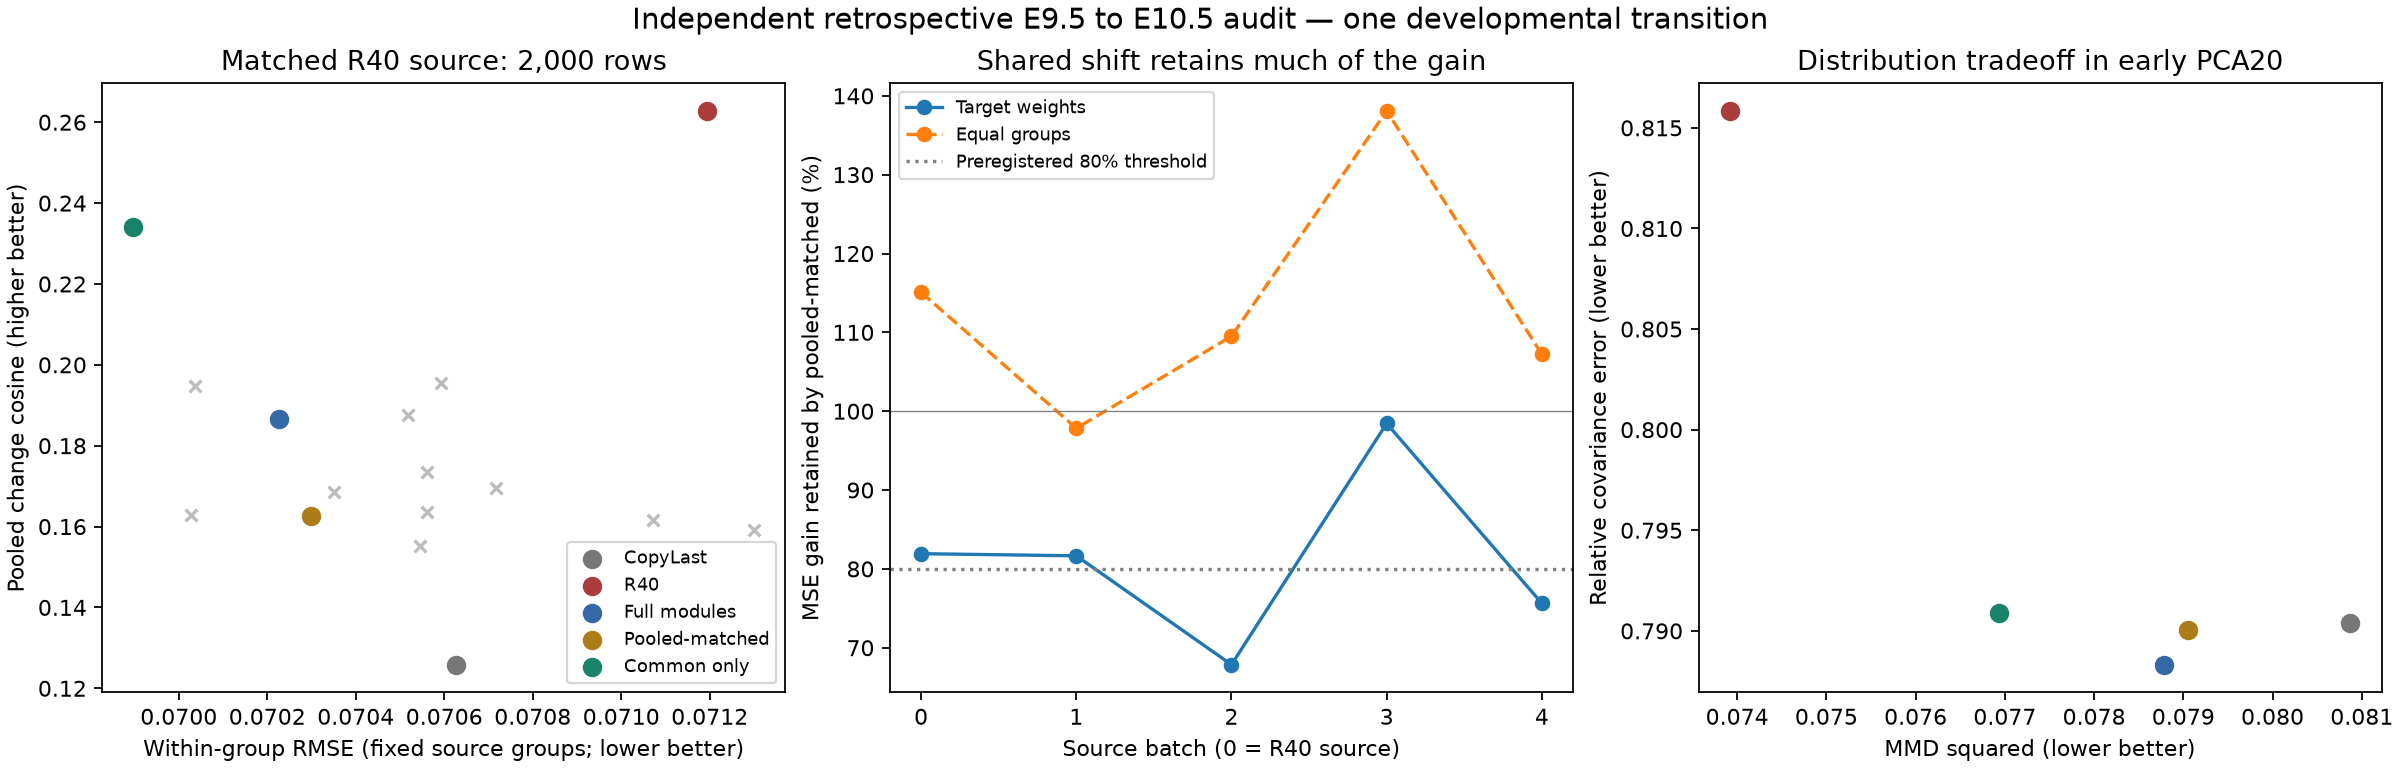 Independent retrospective E9.5 to E10.5 audit — one developmental transition
Matched R40 source: 2,000 rows
Pooled change cosine (higher better)
0.26
0.24
0.22
0.20
0.18
0.16
0.14
0.12
CopyLast
R40
Full modules
Pooled-matched
Common only
0.0700 0.0702 0.0704 0.0706 0.0708 0.0710 0.0712
Within-group RMSE (fixed source groups; lower better)
Shared shift retains much of the gain
MSE gain retained by pooled-matched (%)
140
130
120
110
100
90
80
70
Target weights
Equal groups
Preregistered 80% threshold
0 1 2 3 4
Source batch (0 = R40 source)
Distribution tradeoff in early PCA20
Relative covariance error (lower better)
0.815
0.810
0.805
0.800
0.795
0.790
0.074 0.075 0.076 0.077 0.078 0.079 0.080 0.081
MMD squared (lower better)